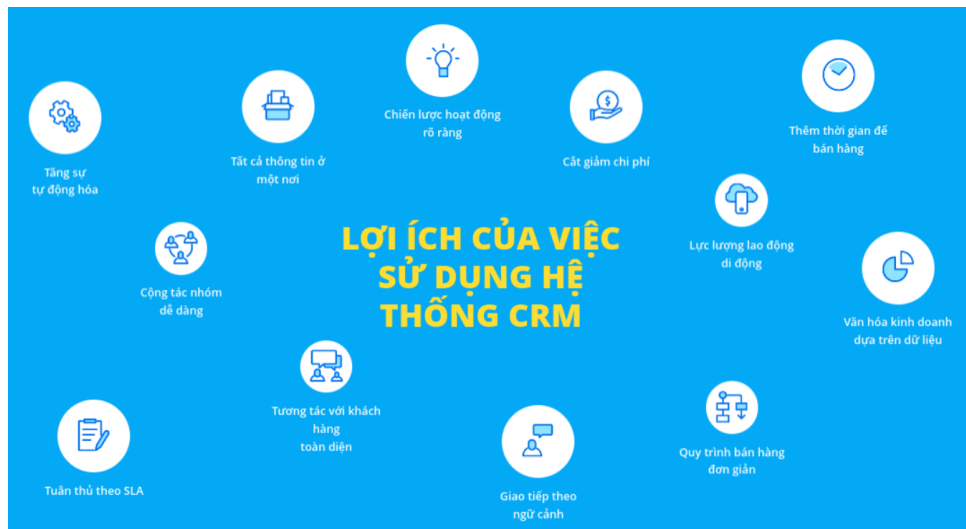 Chiến lược hoạt động
rõ ràng
Thêm thời gian để
bán hàng
Tất cả thông tin ở
một nơi
Cắt giảm chi phí
Tăng sự
tự động hóa
LỢI ÍCH CỦA VIỆC
SỬ DỤNG HỆ
THỐNG CRM
Lực lượng lao động
di động
Cộng tác nhóm
dễ dàng
Văn hóa kinh doanh
dựa trên dữ liệu
Tương tác với khách
hàng
toàn diện
Quy trình bán hàng
đơn giản
Tuân thủ theo SLA
Giao tiếp theo
ngữ cảnh